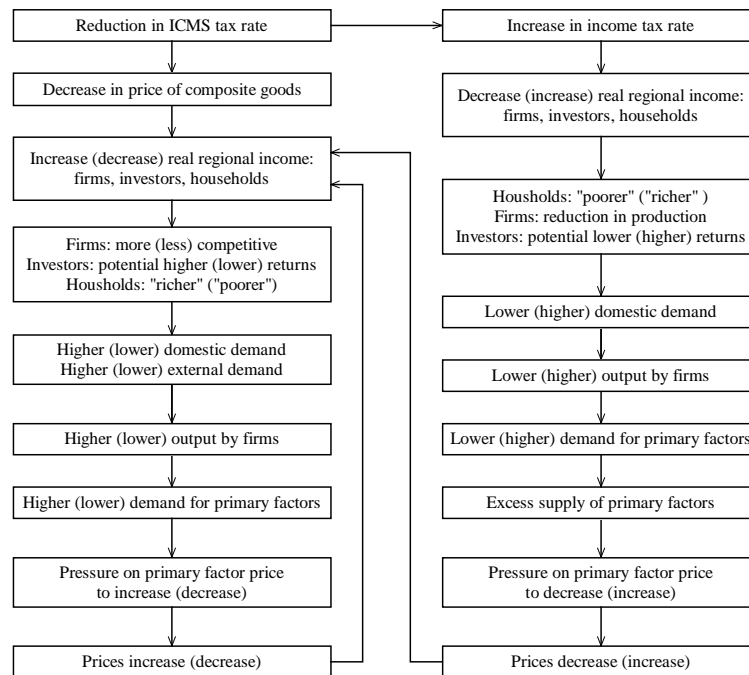 Reduction in ICMS tax rate
Decrease in price of composite goods
Increase (decrease) real regional income:
firms, investors, households
Firms: more (less) competitive
Investors: potential higher (lower) returns
Housholds: "richer" ("poorer")
Higher (lower) domestic demand
Higher (lower) external demand
Higher (lower) output by firms
Higher (lower) demand for primary factors
Pressure on primary factor price
to increase (decrease)
Prices increase (decrease)
Increase in income tax rate
Decrease (increase) real regional income:
firms, investors, households
Housholds: "poorer" ("richer" )
Firms: reduction in production
Investors: potential lower (higher) returns
Lower (higher) domestic demand
Lower (higher) output by firms
Lower (higher) demand for primary factors
Excess supply of primary factors
Pressure on primary factor price
to decrease (increase)
Prices decrease (increase)